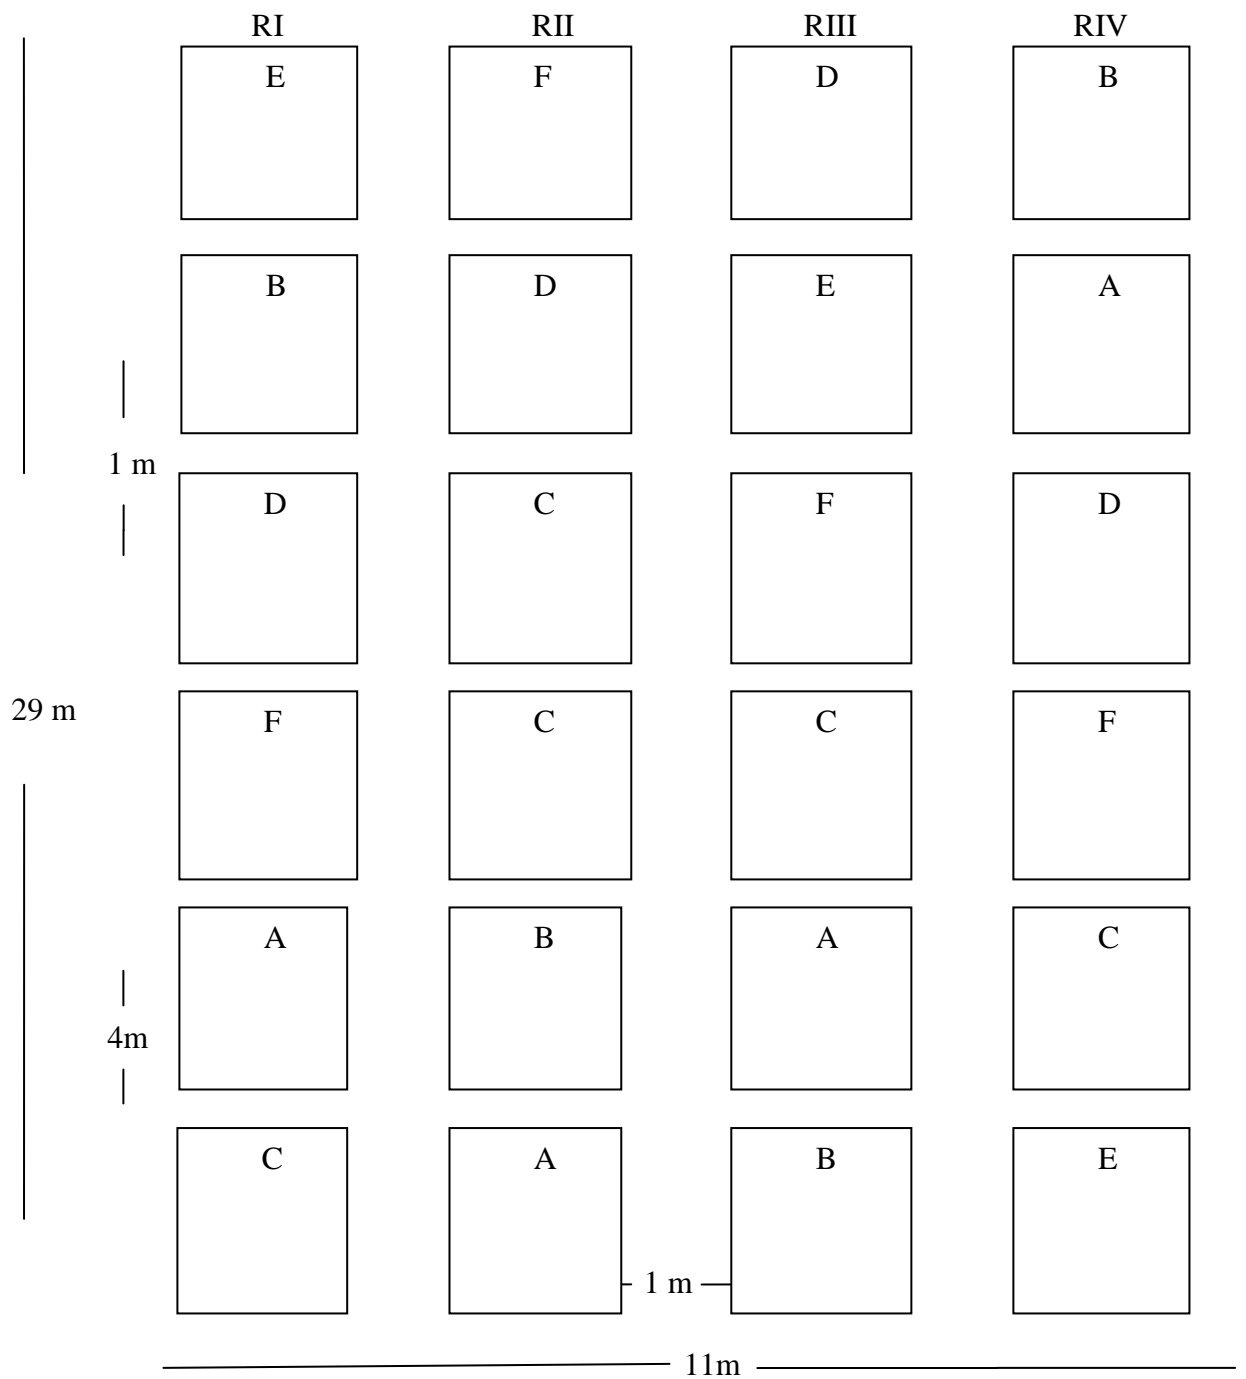 RI RII RIII RIV
E F D B
B D E A
1 m
D C F D
29 m
F C C F
A B A C
4m
C A B E
1 m
11m